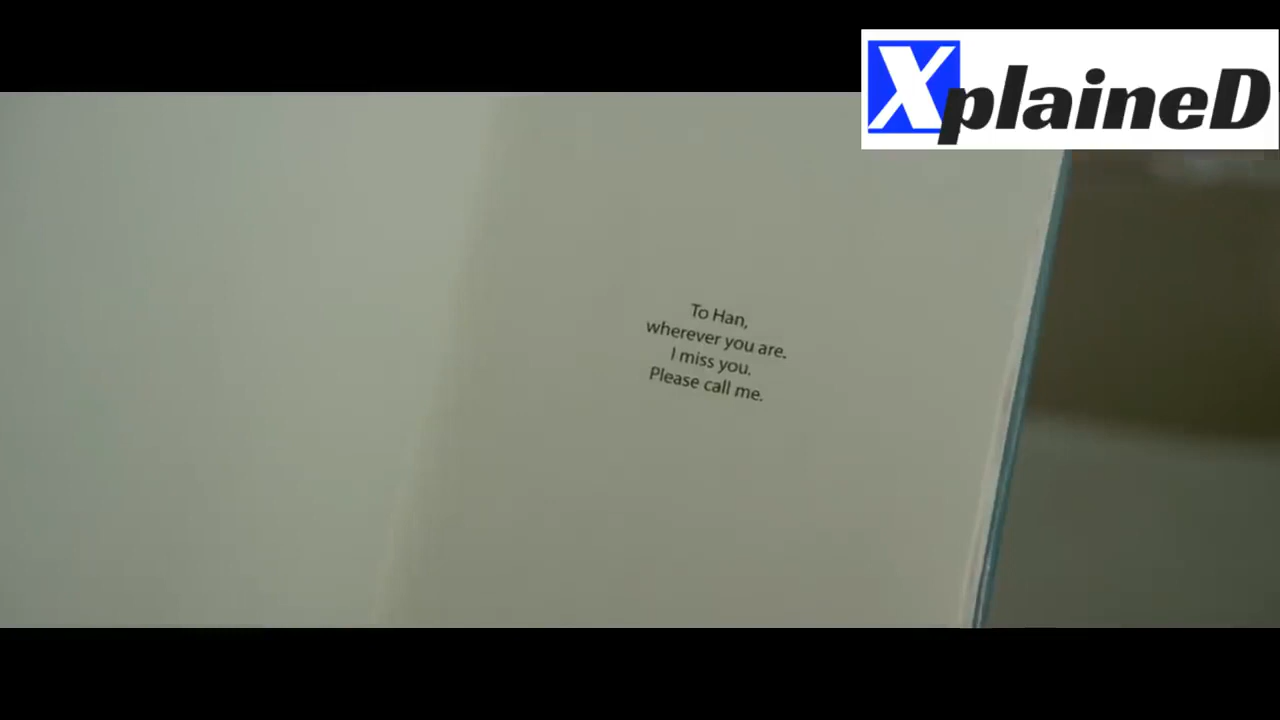 XplaineD
To Han,
wherever you are.
I miss you.
Please call me.